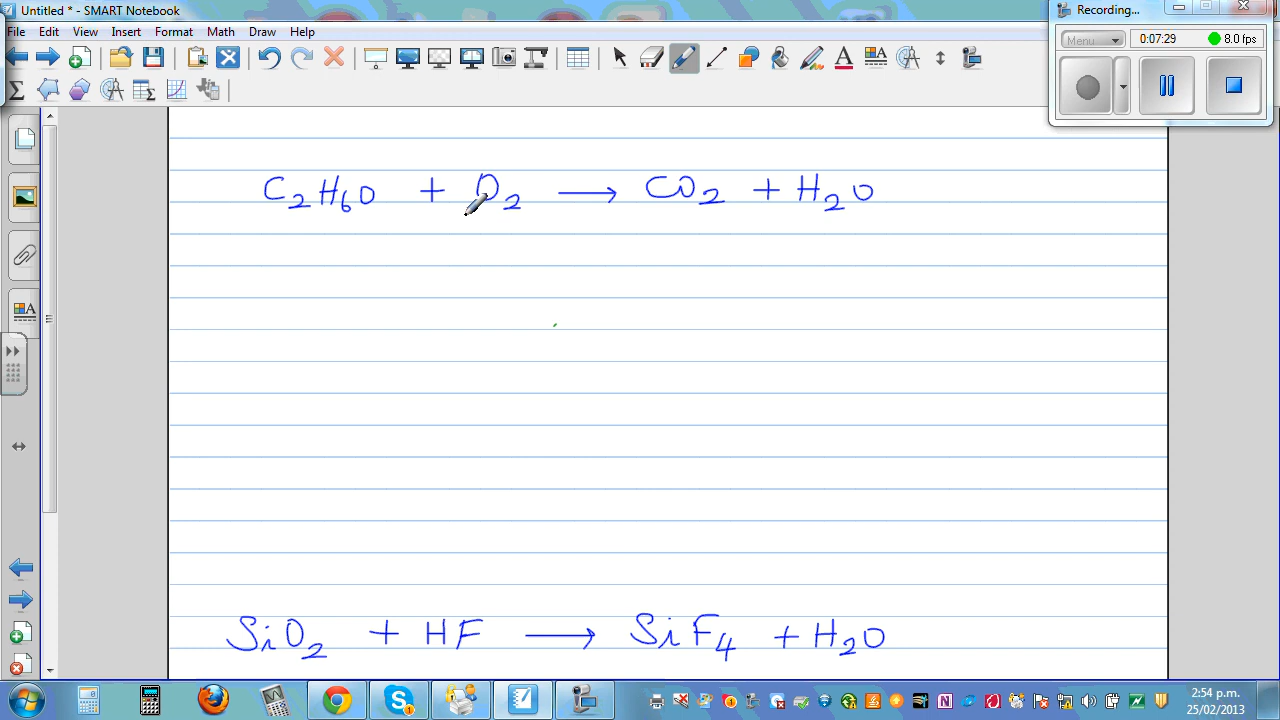 Untitled * - SMART Notebook
Recording...
File Edit View Insert Format Math Draw Help
Menu 0:07:29 8.0 fps
C₂H₆O + O₂ → CO₂ + H₂O
SiO₂ + HF → SiF₄ + H₂O
2:54 p.m.
25/02/2013